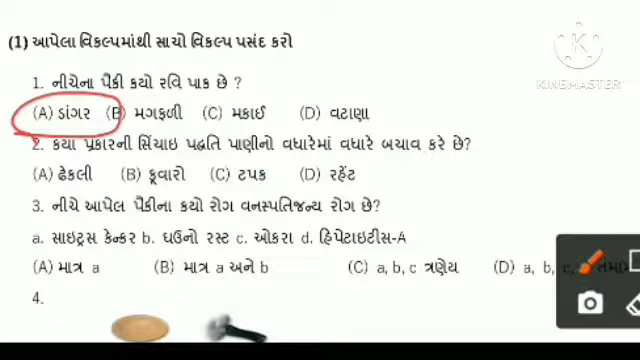 (1) આપેલા વિકલ્પમાંથી સાચો વિકલ્પ પસંદ કરો
KINEMASTER
1. નીચેના પૈકી કયો રવિ પાક છે ?
(A) ડાંગર (B) મગફળી (C) મકાઈ (D) વટાણા
2. કયા પ્રકારની સિંચાઇ પદ્ધતિ પાણીનો વધારેમાં વધારે બચાવ કરે છે?
(A) ઢેકલી (B) ફૂવારો (C) ટપક (D) રહેંટ
3. નીચે આપેલ પૈકીના કયો રોગ વનસ્પતિજન્ય રોગ છે?
a. સાઇટ્રસ કેન્કર b. ઘઉંનો રસ્ટ c. ઓકરા d. હિપેટાઇટીસ-A
(A) માત્ર a (B) માત્ર a અને b (C) a, b, c ત્રણેય (D) a, b, c,
4.